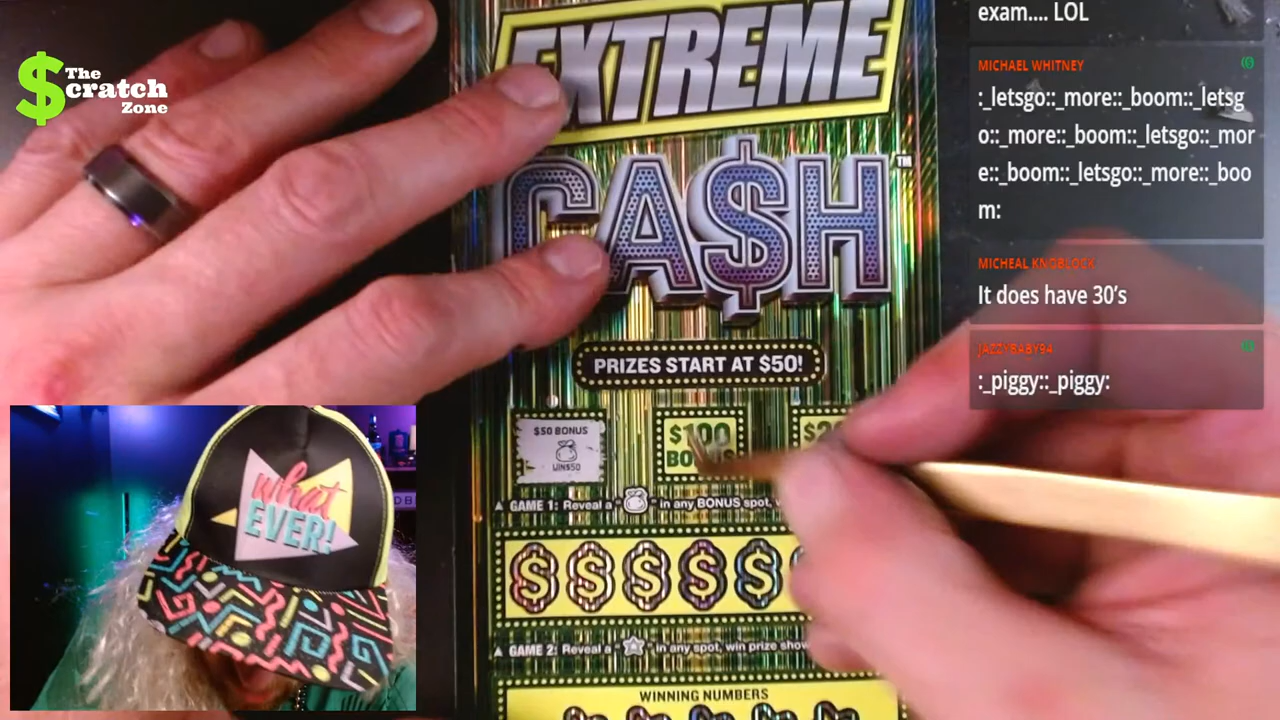 The
$cratch
Zone
EXTREME
CA$H™
PRIZES START AT $50!
$50 BONUS
WIN$50
$100
BONUS
▲ GAME 1: Reveal a " " in any BONUS spot,
$ $ $ $ $
▲ GAME 2: Reveal a " " in any spot, win prize show
WINNING NUMBERS
what
EVER!
exam.... LOL
MICHAEL WHITNEY
:_letsgo::_more::_boom::_letsg
o::_more::_boom::_letsgo::_mor
e::_boom::_letsgo::_more::_boo
m:
MICHEAL KNOBLOCK
It does have 30's
JAZZYBABY94
:_piggy::_piggy: